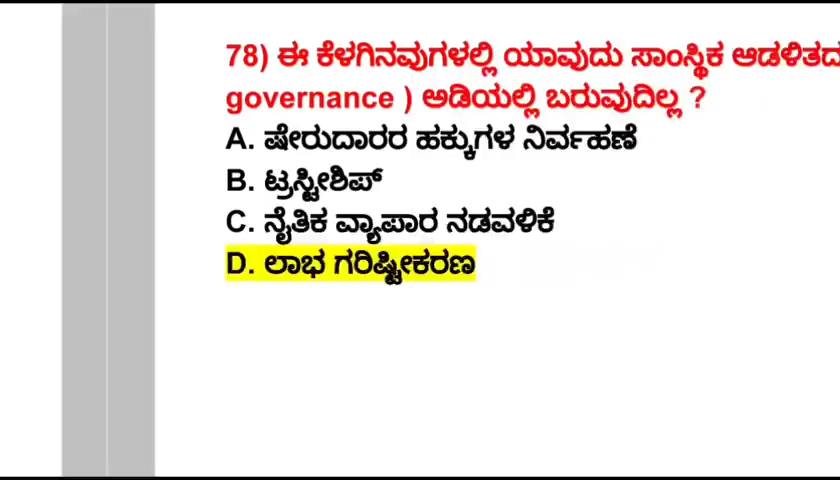 78) ಈ ಕೆಳಗಿನವುಗಳಲ್ಲಿ ಯಾವುದು ಸಾಂಸ್ಥಿಕ ಆಡಳಿತದ
governance ) ಅಡಿಯಲ್ಲಿ ಬರುವುದಿಲ್ಲ ?
A. ಷೇರುದಾರರ ಹಕ್ಕುಗಳ ನಿರ್ವಹಣೆ
B. ಟ್ರಸ್ಟೀಶಿಪ್
C. ನೈತಿಕ ವ್ಯಾಪಾರ ನಡವಳಿಕೆ
D. ಲಾಭ ಗರಿಷ್ಟೀಕರಣ